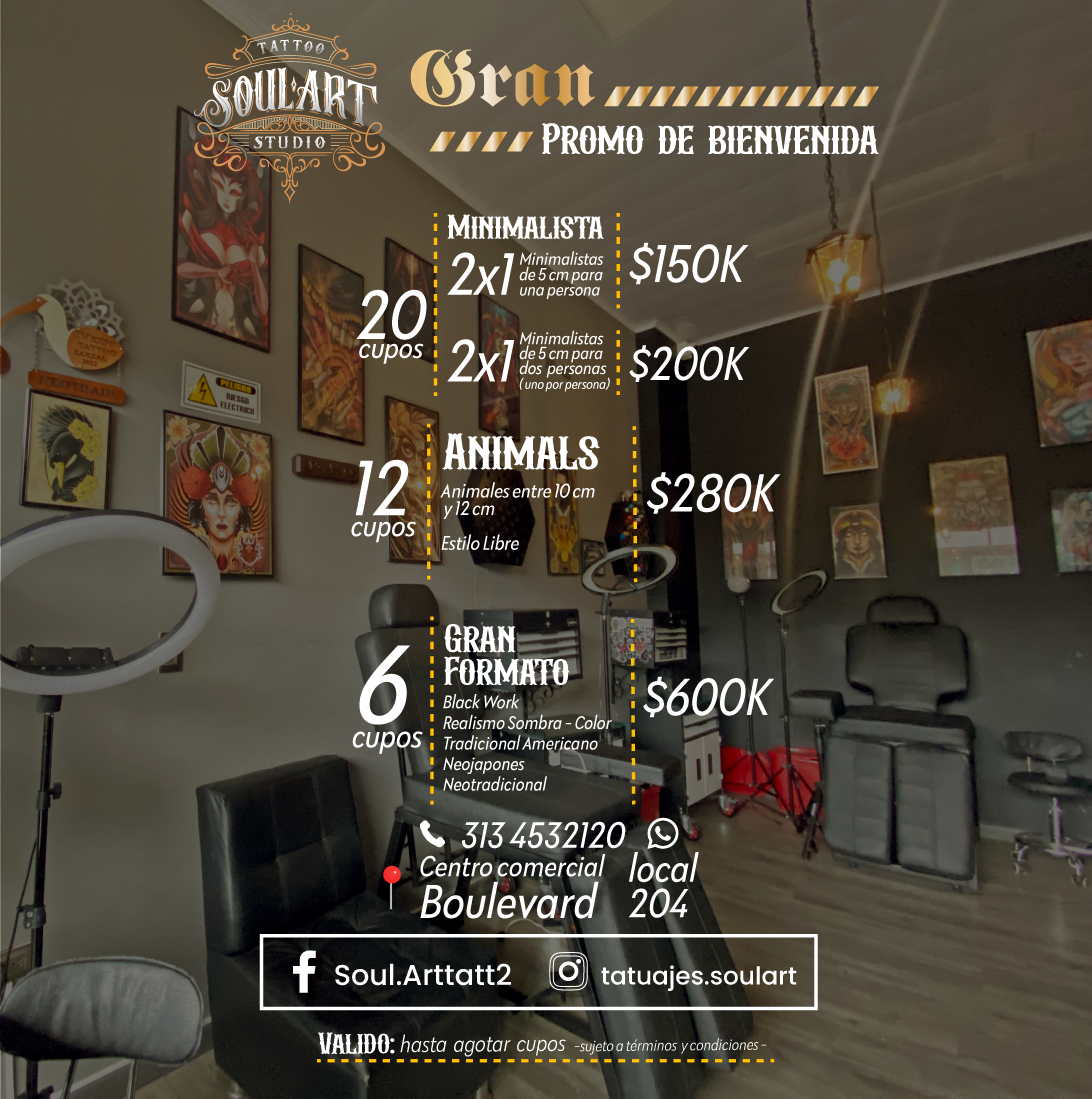 TATTOO
SOUL'ART
STUDIO
Gran
PROMO DE BIENVENIDA
20
cupos
MINIMALISTA
2x1
Minimalistas
de 5 cm para
una persona
$150K
2x1
Minimalistas
de 5 cm para
dos personas
(uno por persona)
$200K
NEOTRADI
PELIGRO
RIESGO
ELECTRICO
12
cupos
ANIMALS
Animales entre 10 cm
y 12 cm
Estilo Libre
$280K
6
cupos
GRAN
FORMATO
Black Work
Realismo Sombra - Color
Tradicional Americano
Neojapones
Neotradicional
$600K
313 4532120
Centro comercial
Boulevard
local
204
Soul.Arttatt2
tatuajes.soulart
VALIDO: hasta agotar cupos -sujeto a términos y condiciones -